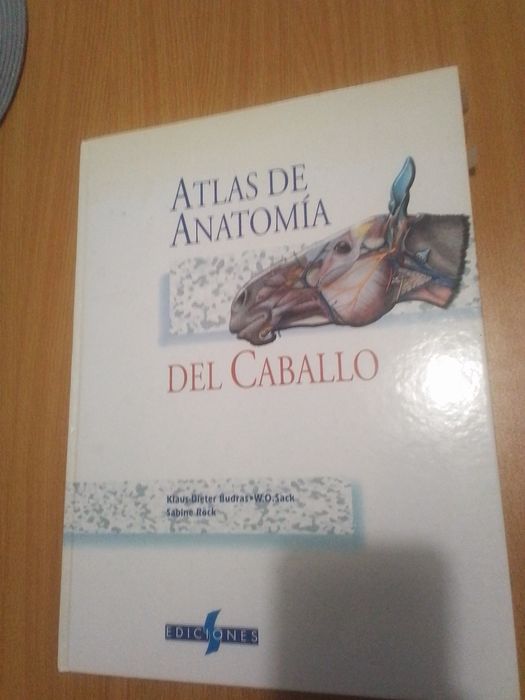 ATLAS DE
ANATOMÍA
DEL CABALLO
Klaus-Dieter Budras•W.O.Sack
Sabine Röck
EDICIONES